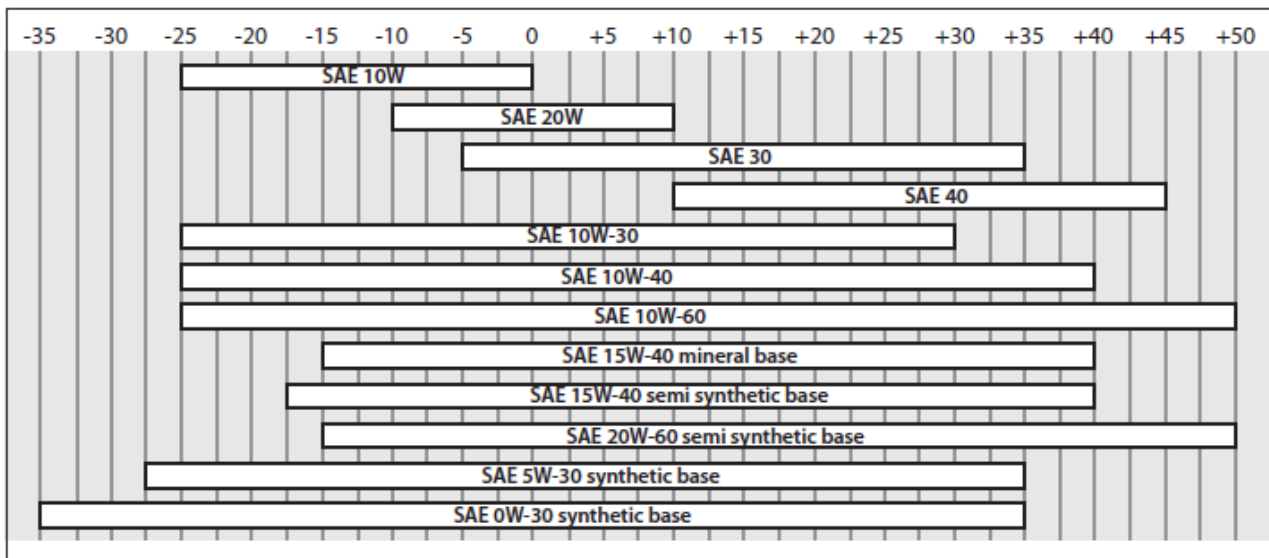 -35 -30 -25 -20 -15 -10 -5 0 +5 +10 +15 +20 +25 +30 +35 +40 +45 +50
SAE 10W
SAE 20W
SAE 30
SAE 40
SAE 10W-30
SAE 10W-40
SAE 10W-60
SAE 15W-40 mineral base
SAE 15W-40 semi synthetic base
SAE 20W-60 semi synthetic base
SAE 5W-30 synthetic base
SAE 0W-30 synthetic base